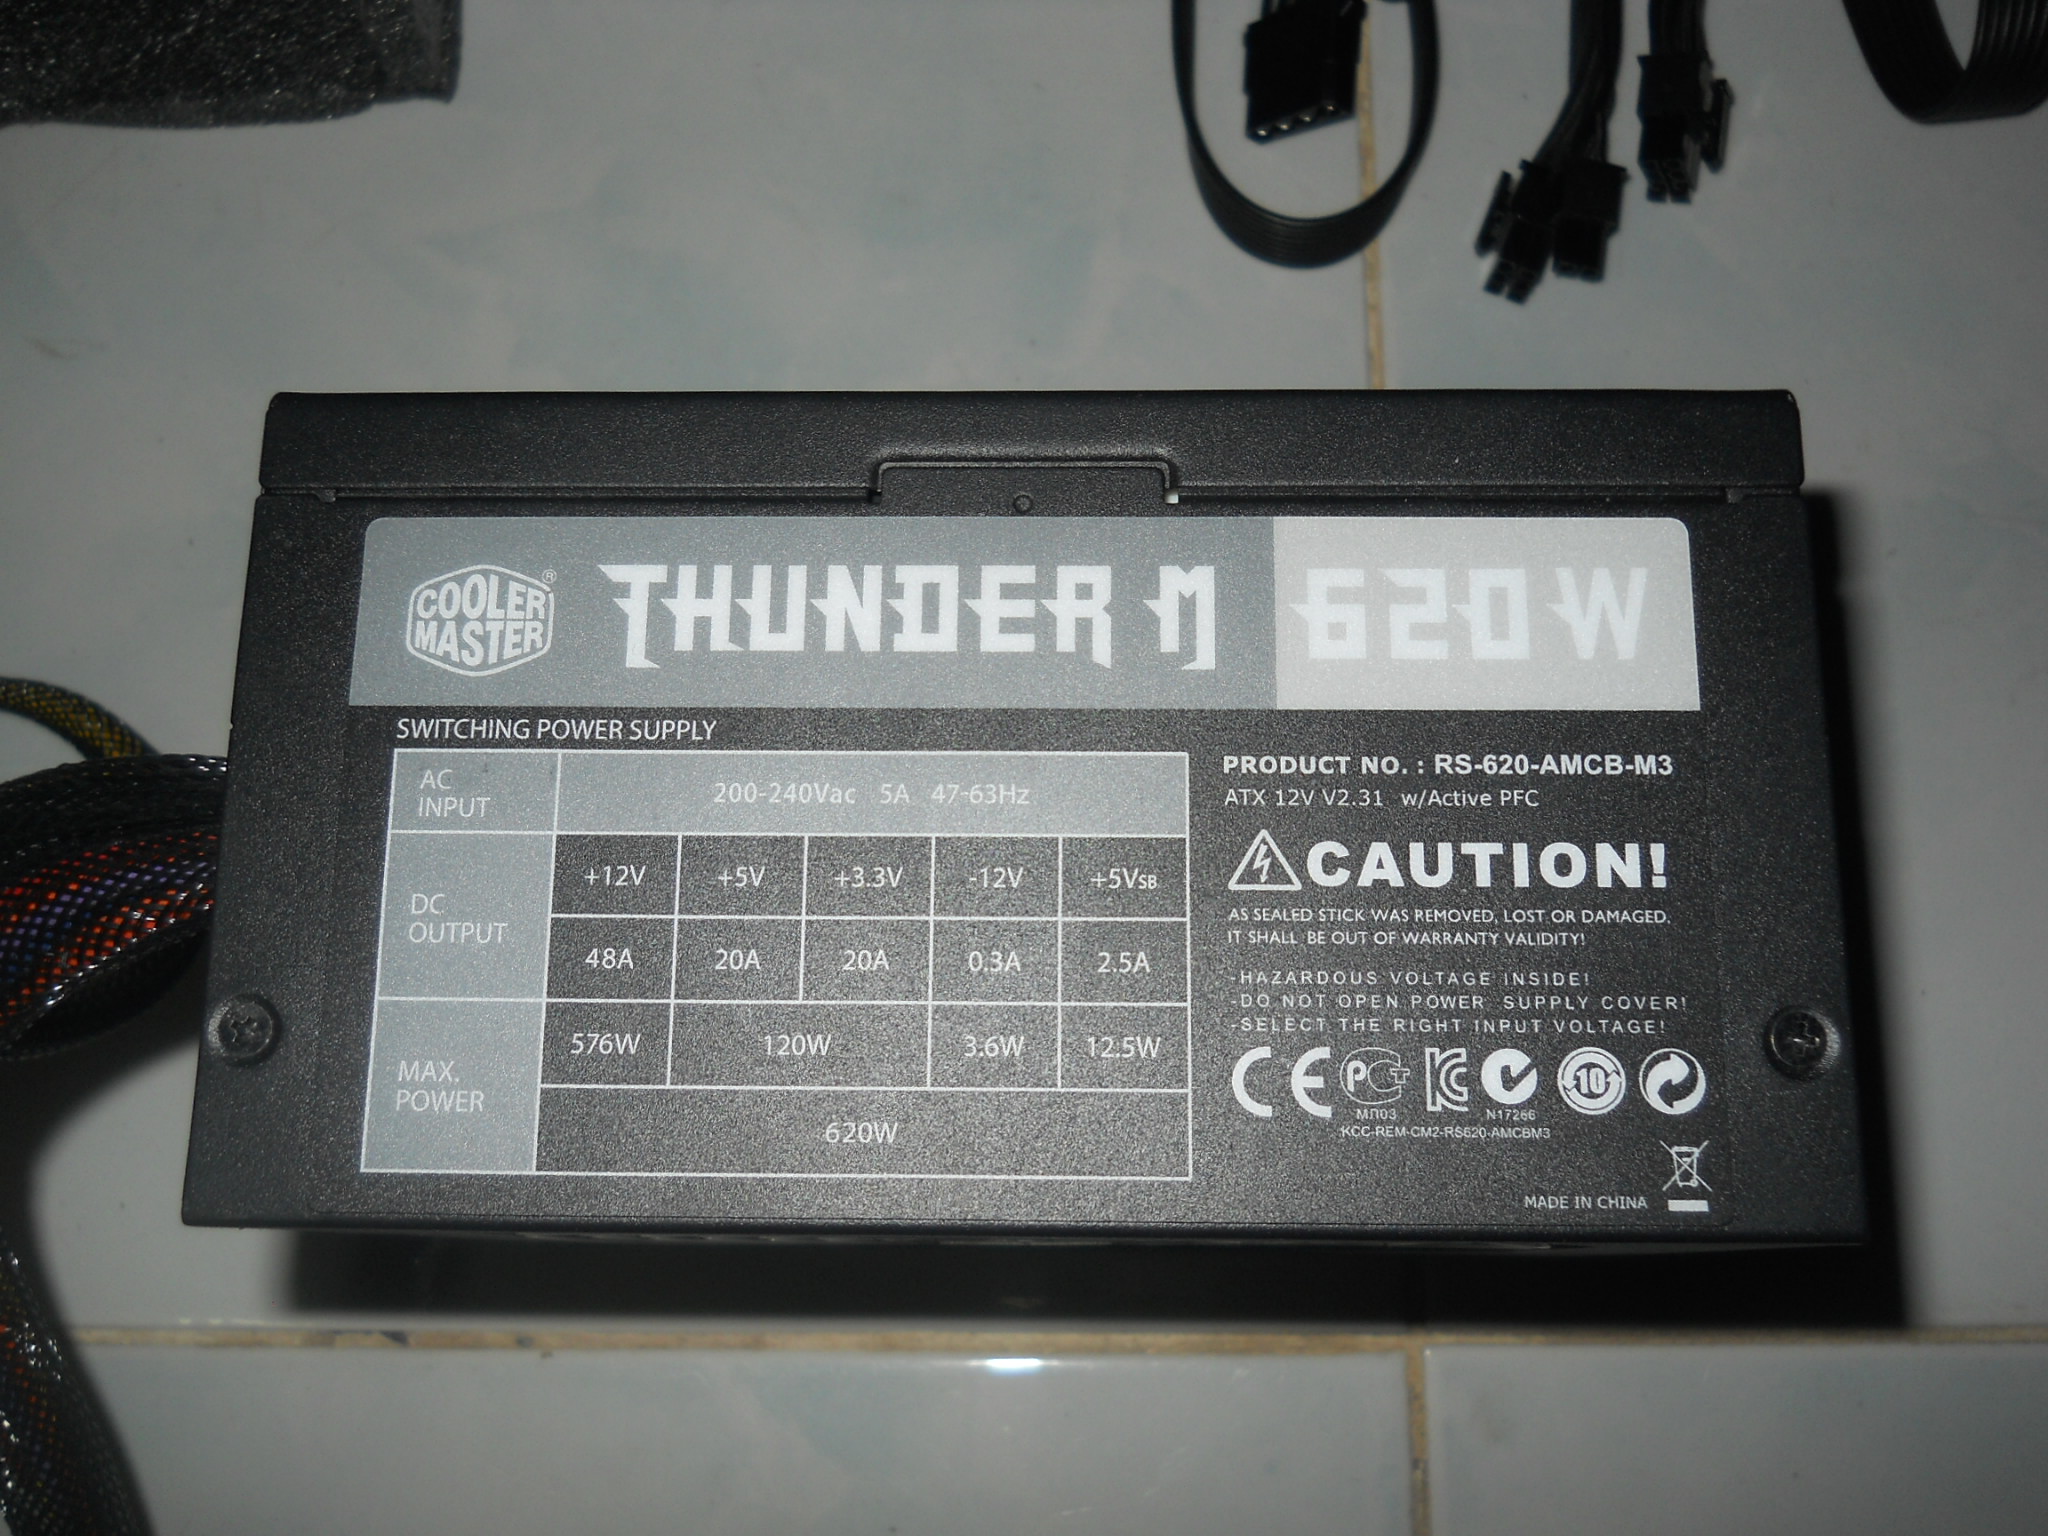 COOLER MASTER ® THUNDER M 620W
SWITCHING POWER SUPPLY
AC INPUT 200-240Vac 5A 47-63Hz
DC OUTPUT +12V +5V +3.3V -12V +5VSB
48A 20A 20A 0.3A 2.5A
MAX. POWER 576W 120W 3.6W 12.5W
620W
PRODUCT NO. : RS-620-AMCB-M3
ATX 12V V2.31 w/Active PFC
CAUTION!
AS SEALED STICK WAS REMOVED, LOST OR DAMAGED,
IT SHALL BE OUT OF WARRANTY VALIDITY!
-HAZARDOUS VOLTAGE INSIDE!
-DO NOT OPEN POWER SUPPLY COVER!
-SELECT THE RIGHT INPUT VOLTAGE!
CE PCT KC 10
МЛ03 N17266
KCC-REM-CM2-RS620-AMCBM3
MADE IN CHINA